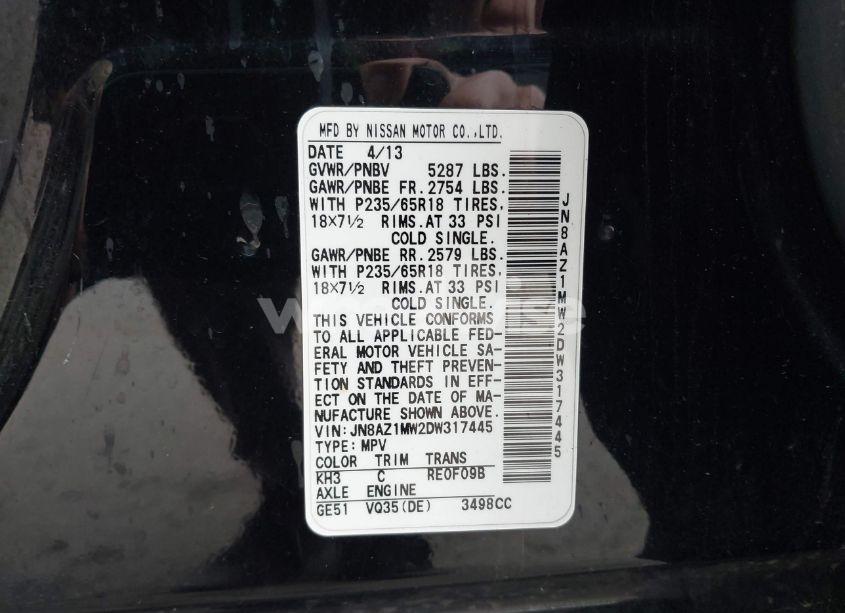 MFD BY NISSAN MOTOR CO.,LTD.
DATE 4/13
GVWR/PNBV 5287 LBS.
GAWR/PNBE FR. 2754 LBS.
WITH P235/65R18 TIRES,
18×7½ RIMS. AT 33 PSI
COLD SINGLE.
GAWR/PNBE RR. 2579 LBS.
WITH P235/65R18 TIRES,
18×7½ RIMS. AT 33 PSI
COLD SINGLE.
THIS VEHICLE CONFORMS
TO ALL APPLICABLE FED-
ERAL MOTOR VEHICLE SA-
FETY AND THEFT PREVEN-
TION STANDARDS IN EFF-
ECT ON THE DATE OF MA-
NUFACTURE SHOWN ABOVE.
VIN: JN8AZ1MW2DW317445
TYPE: MPV
COLOR TRIM TRANS
KH3 C RE0F09B
AXLE ENGINE
GE51 VQ35(DE) 3498CC
JN8AZ1MW2DW317445